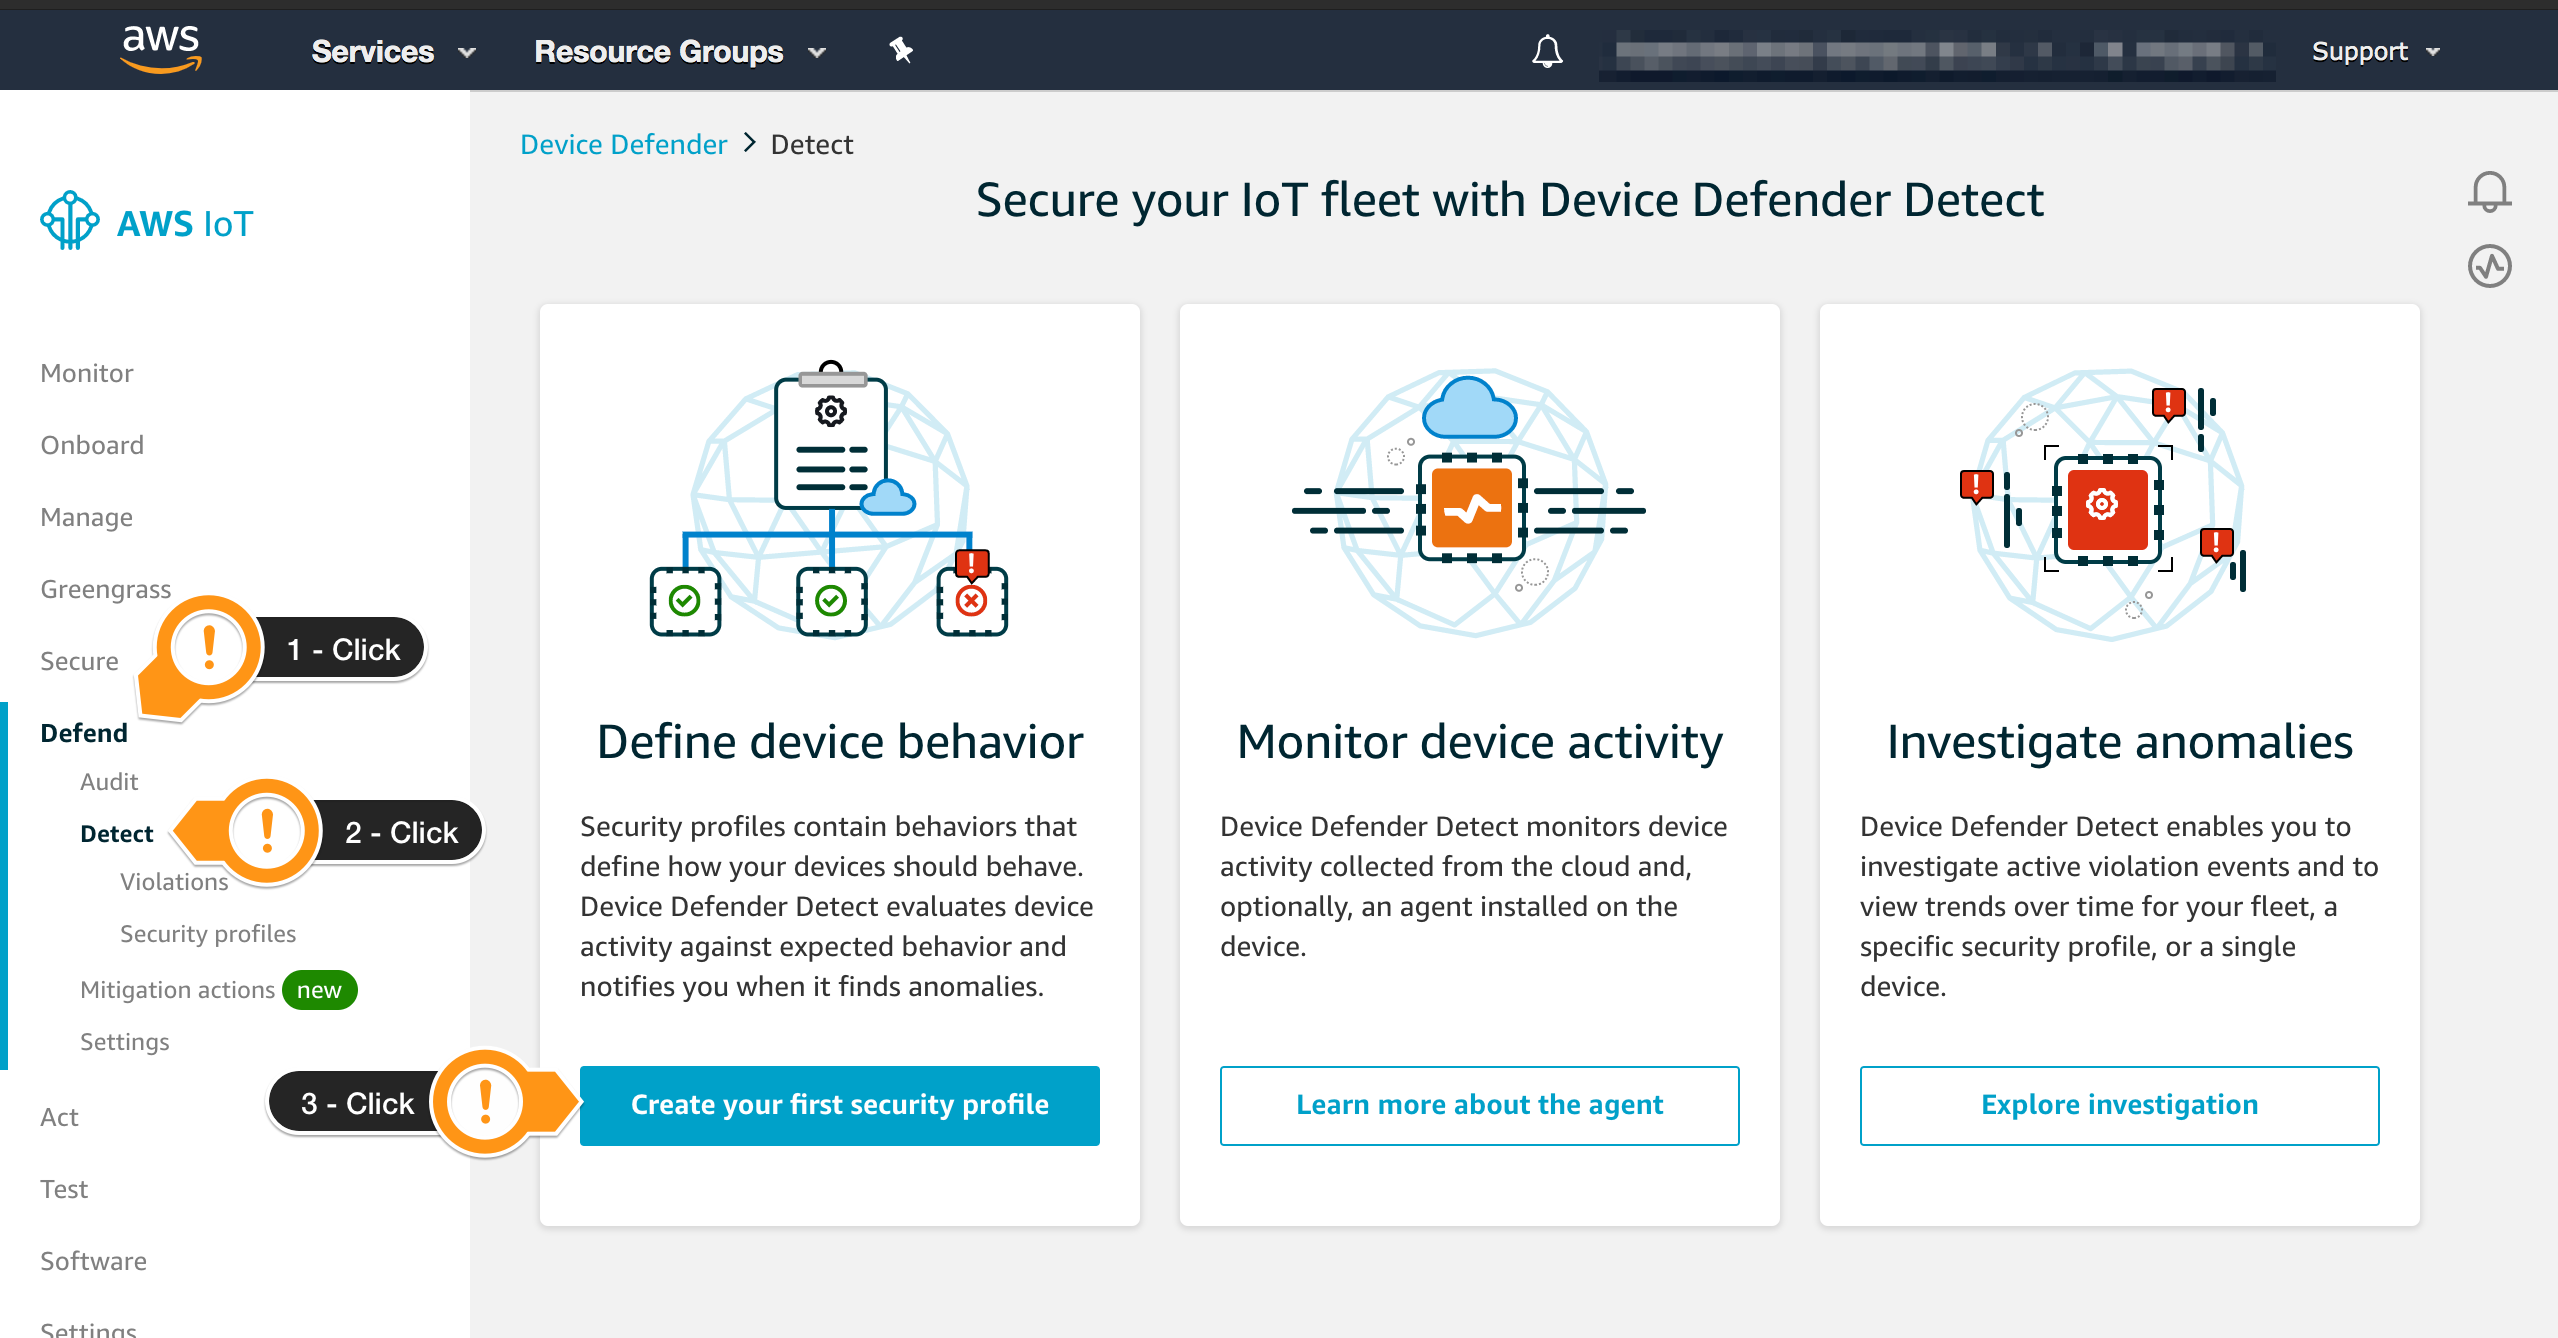 aws
Services
Resource Groups
Support
Device Defender > Detect
Secure your IoT fleet with Device Defender Detect
AWS IoT
Monitor
Onboard
Manage
Greengrass
Secure
1 - Click
Defend
Audit
Detect
2 - Click
Violations
Security profiles
Mitigation actions new
Settings
3 - Click
Act
Test
Software
Settings
Define device behavior
Security profiles contain behaviors that
define how your devices should behave.
Device Defender Detect evaluates device
activity against expected behavior and
notifies you when it finds anomalies.
Create your first security profile
Monitor device activity
Device Defender Detect monitors device
activity collected from the cloud and,
optionally, an agent installed on the
device.
Learn more about the agent
Investigate anomalies
Device Defender Detect enables you to
investigate active violation events and to
view trends over time for your fleet, a
specific security profile, or a single
device.
Explore investigation